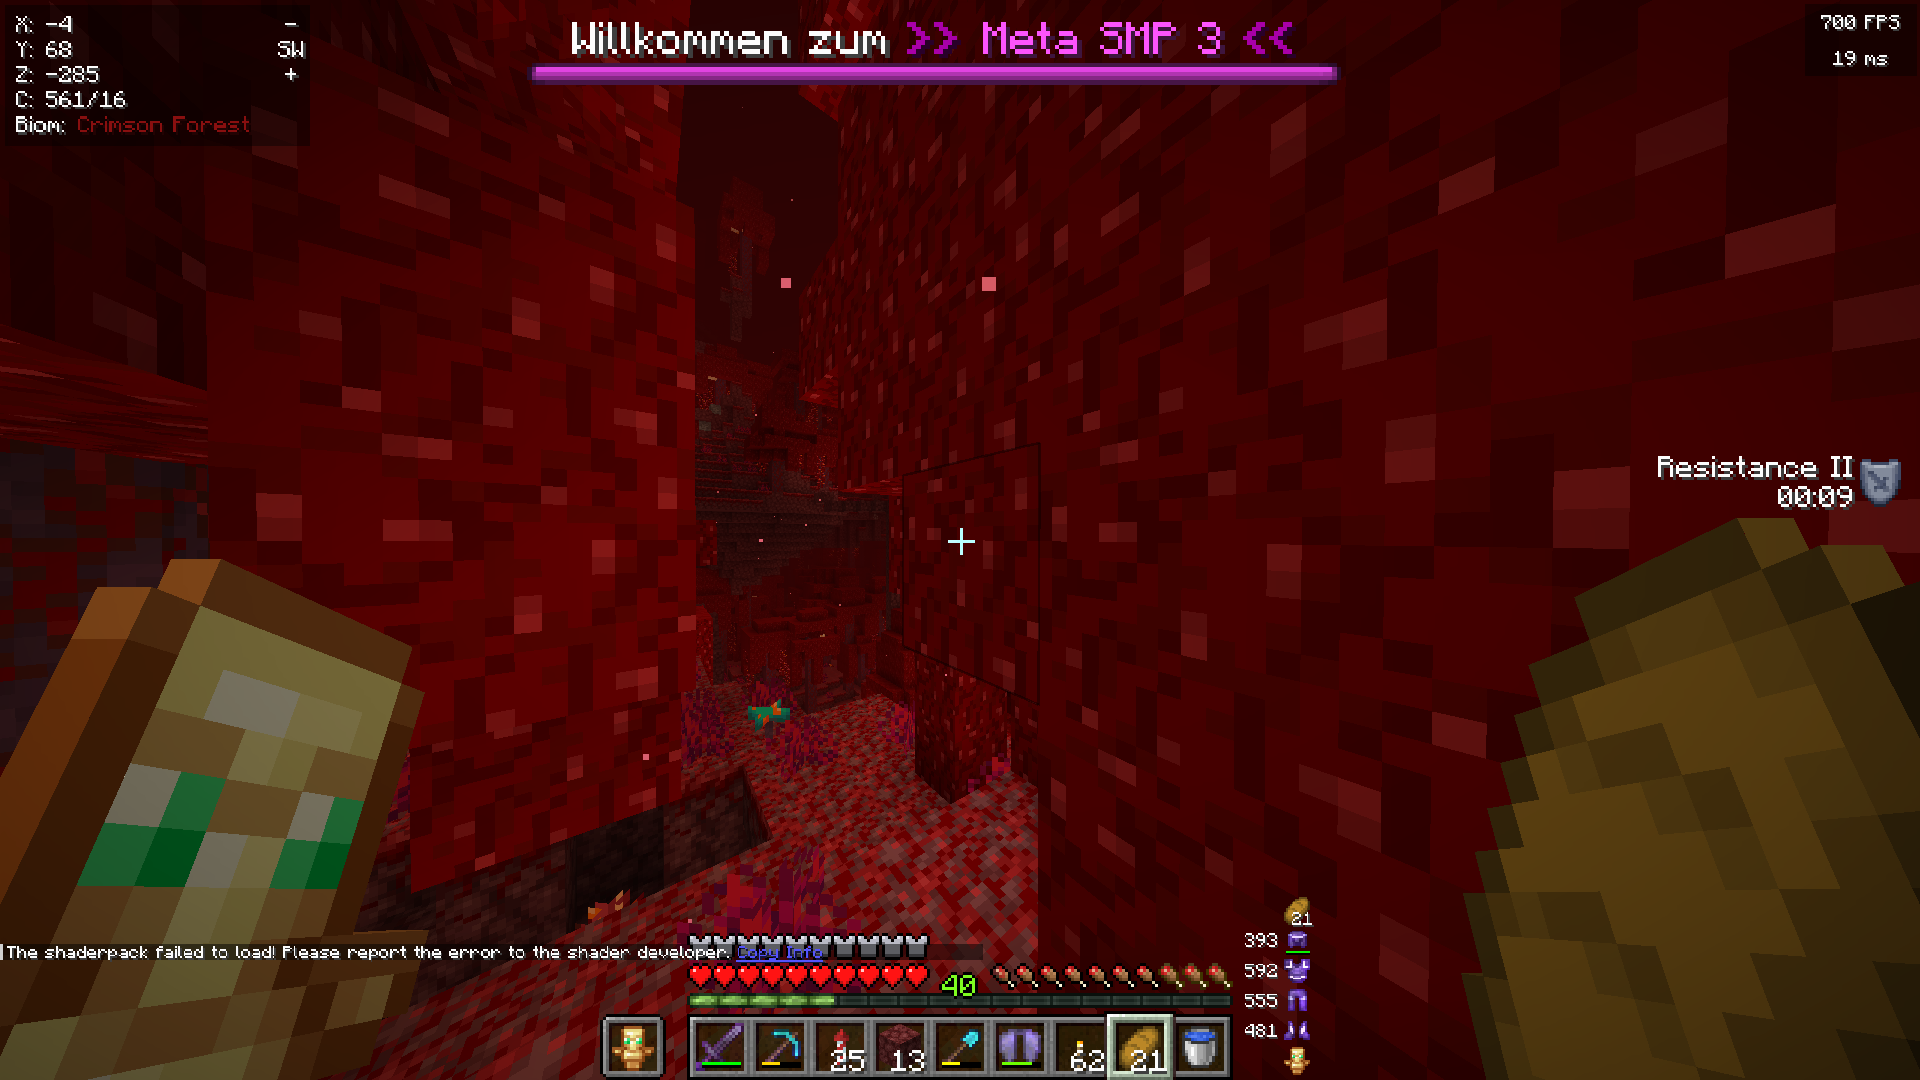 X: -4
-
Y: 68
SW
Z: -285
+
C: 561/16
Biom: Crimson Forest
Willkommen zum >> Meta SMP 3 <<
700 FPS
19 ms
Resistance II
00:09
The shaderpack failed to load! Please report the error to the shader developer. Copy Info
40
21
393
592
555
481
25
13
62
21